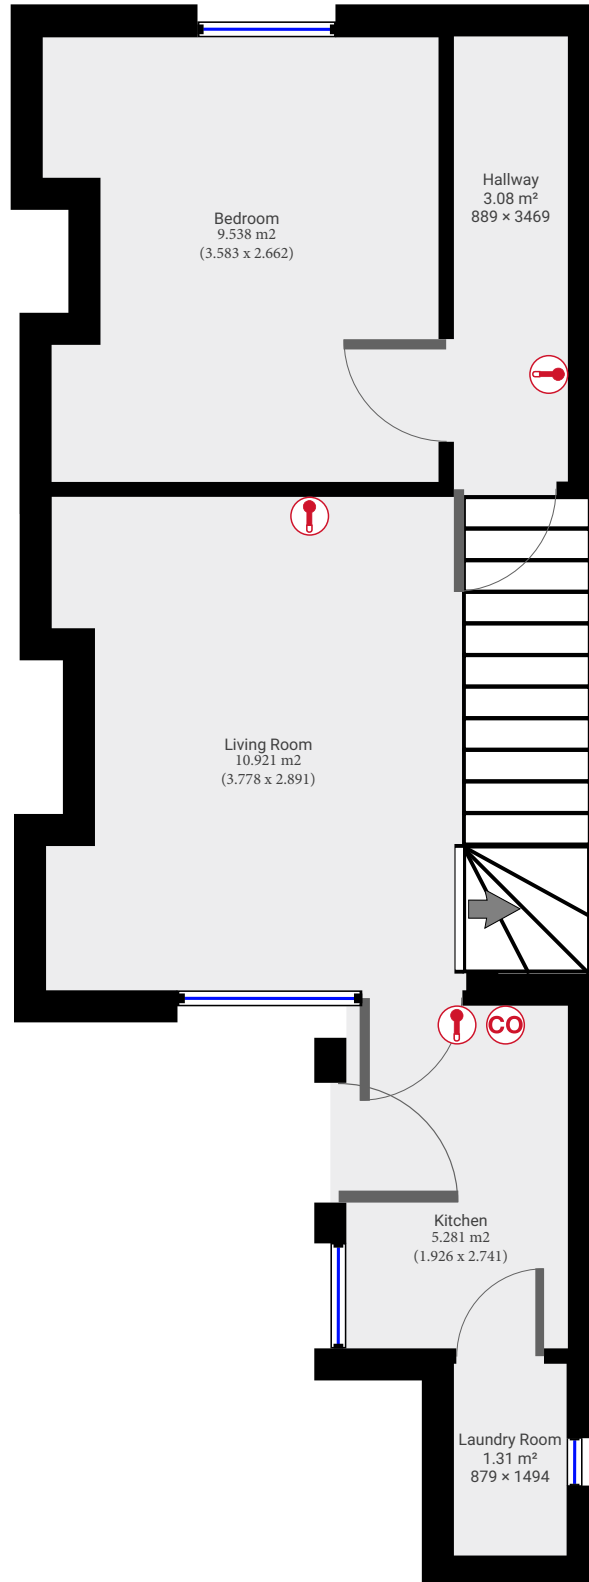 Hallway
3.08 m²
889 × 3469
Bedroom
9.538 m2
(3.583 x 2.662)
Living Room
10.921 m2
(3.778 x 2.891)
CO
Kitchen
5.281 m2
(1.926 x 2.741)
Laundry Room
1.31 m²
879 × 1494